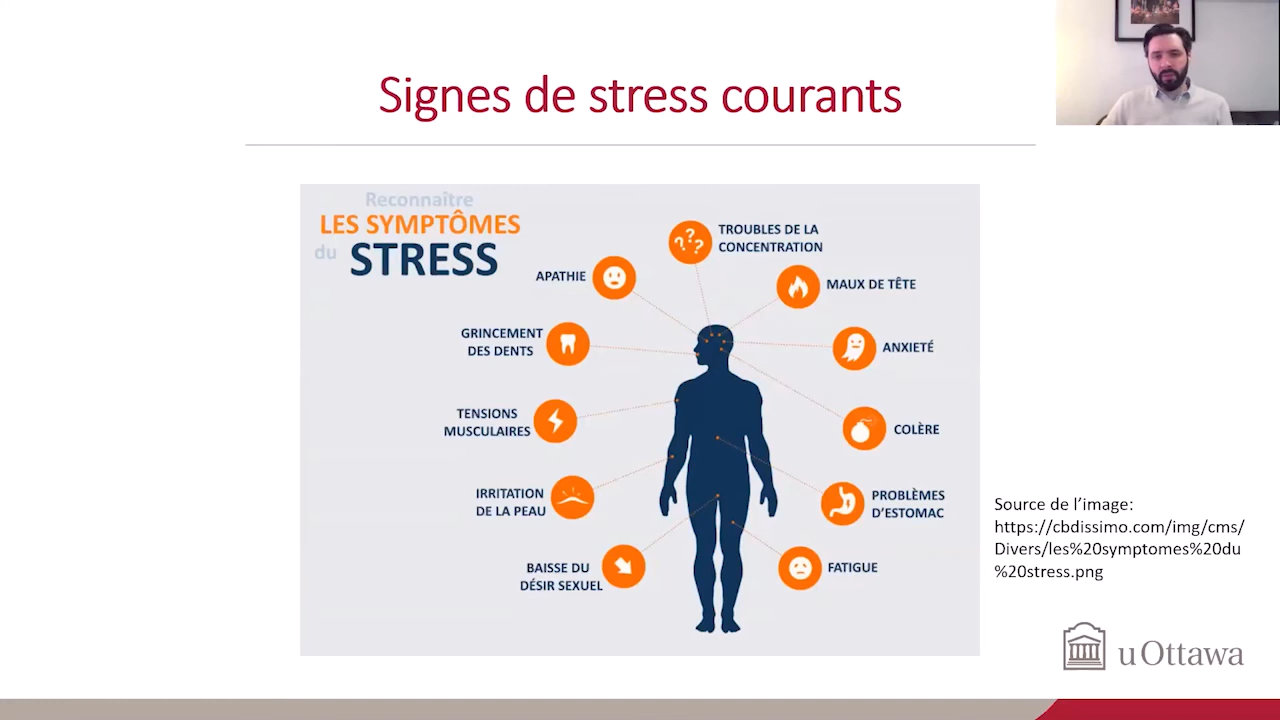 Signes de stress courants
Reconnaître
LES SYMPTÔMES
du STRESS
TROUBLES DE LA
CONCENTRATION
APATHIE
MAUX DE TÊTE
GRINCEMENT
DES DENTS
ANXIETÉ
TENSIONS
MUSCULAIRES
COLÈRE
IRRITATION
DE LA PEAU
PROBLÈMES
D'ESTOMAC
BAISSE DU
DÉSIR SEXUEL
FATIGUE
Source de l’image:
https://cbdissimo.com/img/cms/
Divers/les%20symptomes%20du
%20stress.png
uOttawa